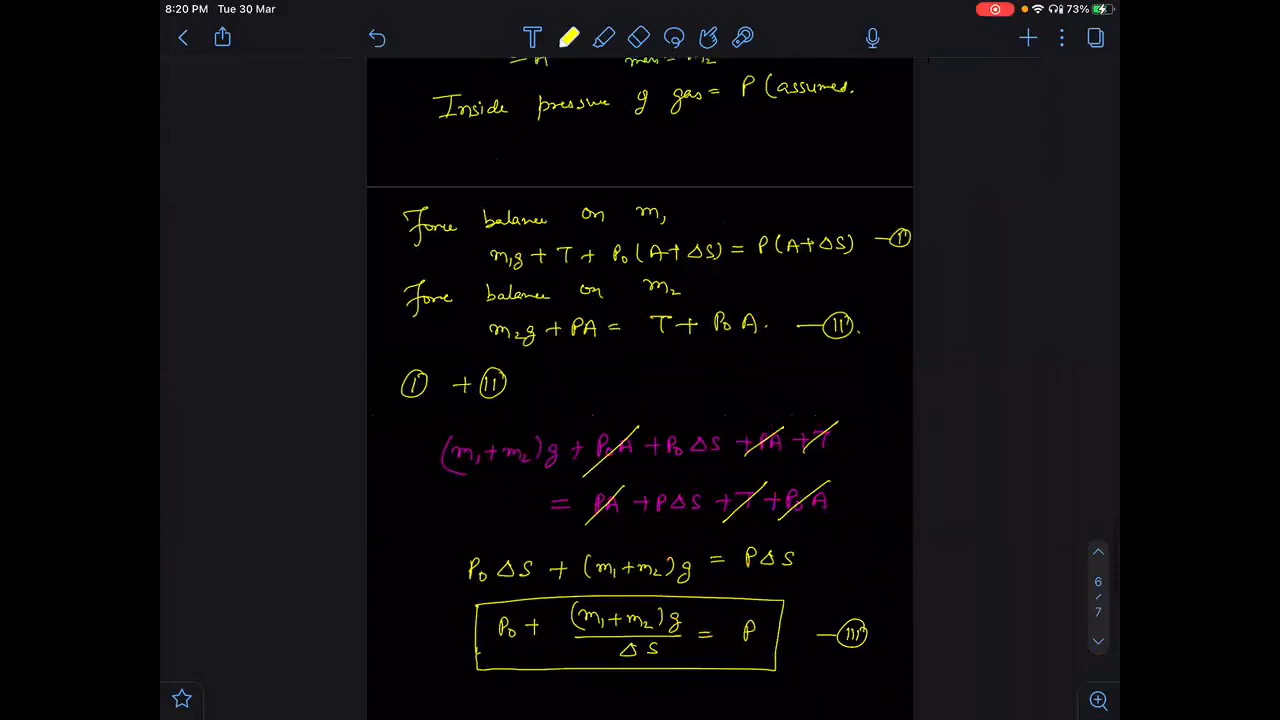 8:20 PM Tue 30 Mar
73%
T
Inside pressure of gas = P (assumed.
Force balance on m₁
m₁g + T + P₀(A+ΔS) = P(A+ΔS) —(I)
Force balance on m₂
m₂g + PA = T + P₀A. —(II).
(I) + (II)
(m₁+m₂)g + P₀A + P₀ΔS + PA + T
= PA + PΔS + T + P₀A
P₀ΔS + (m₁+m₂)g = PΔS
P₀ + (m₁+m₂)g / ΔS = P —(III)
6
/
7